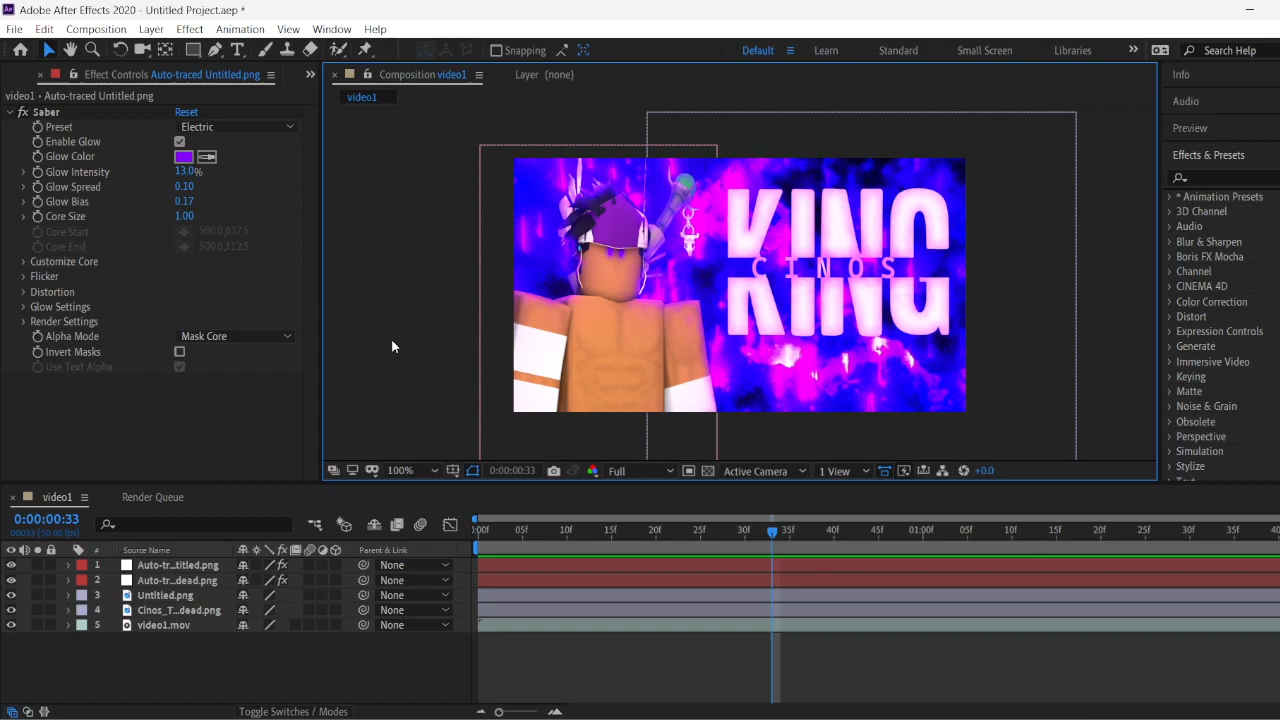 Adobe After Effects 2020 - Untitled Project.aep *
File Edit Composition Layer Effect Animation View Window Help
Snapping Default Learn Standard Small Screen Libraries Search Help
Effect Controls Auto-traced Untitled.png Composition video1 Layer (none)
video1 • Auto-traced Untitled.png
video1
fx Saber Reset
Preset Electric
Enable Glow
Glow Color
Glow Intensity 13.0%
Glow Spread 0.10
Glow Bias 0.17
Core Size 1.00
Core Start 500.0,637.5
Core End 500.0,112.5
Customize Core
Flicker
Distortion
Glow Settings
Render Settings
Alpha Mode Mask Core
Invert Masks
Use Text Alpha
KING
CINOS
KING
100% 0:00:00:33 Full Active Camera 1 View +0.0
Info
Audio
Preview
Effects & Presets
* Animation Presets
3D Channel
Audio
Blur & Sharpen
Boris FX Mocha
Channel
CINEMA 4D
Color Correction
Distort
Expression Controls
Generate
Immersive Video
Keying
Matte
Noise & Grain
Obsolete
Perspective
Simulation
Stylize
video1 Render Queue
0:00:00:33
00033 (50.00 fps)
:00f 05f 10f 15f 20f 25f 30f 35f 40f 45f 01:00f 05f 10f 15f 20f 25f 30f 35f 40
# Source Name fx Parent & Link
1 Auto-tr...titled.png fx None
2 Auto-tr...dead.png fx None
3 Untitled.png None
4 Cinos_T...dead.png None
5 video1.mov None
Toggle Switches / Modes